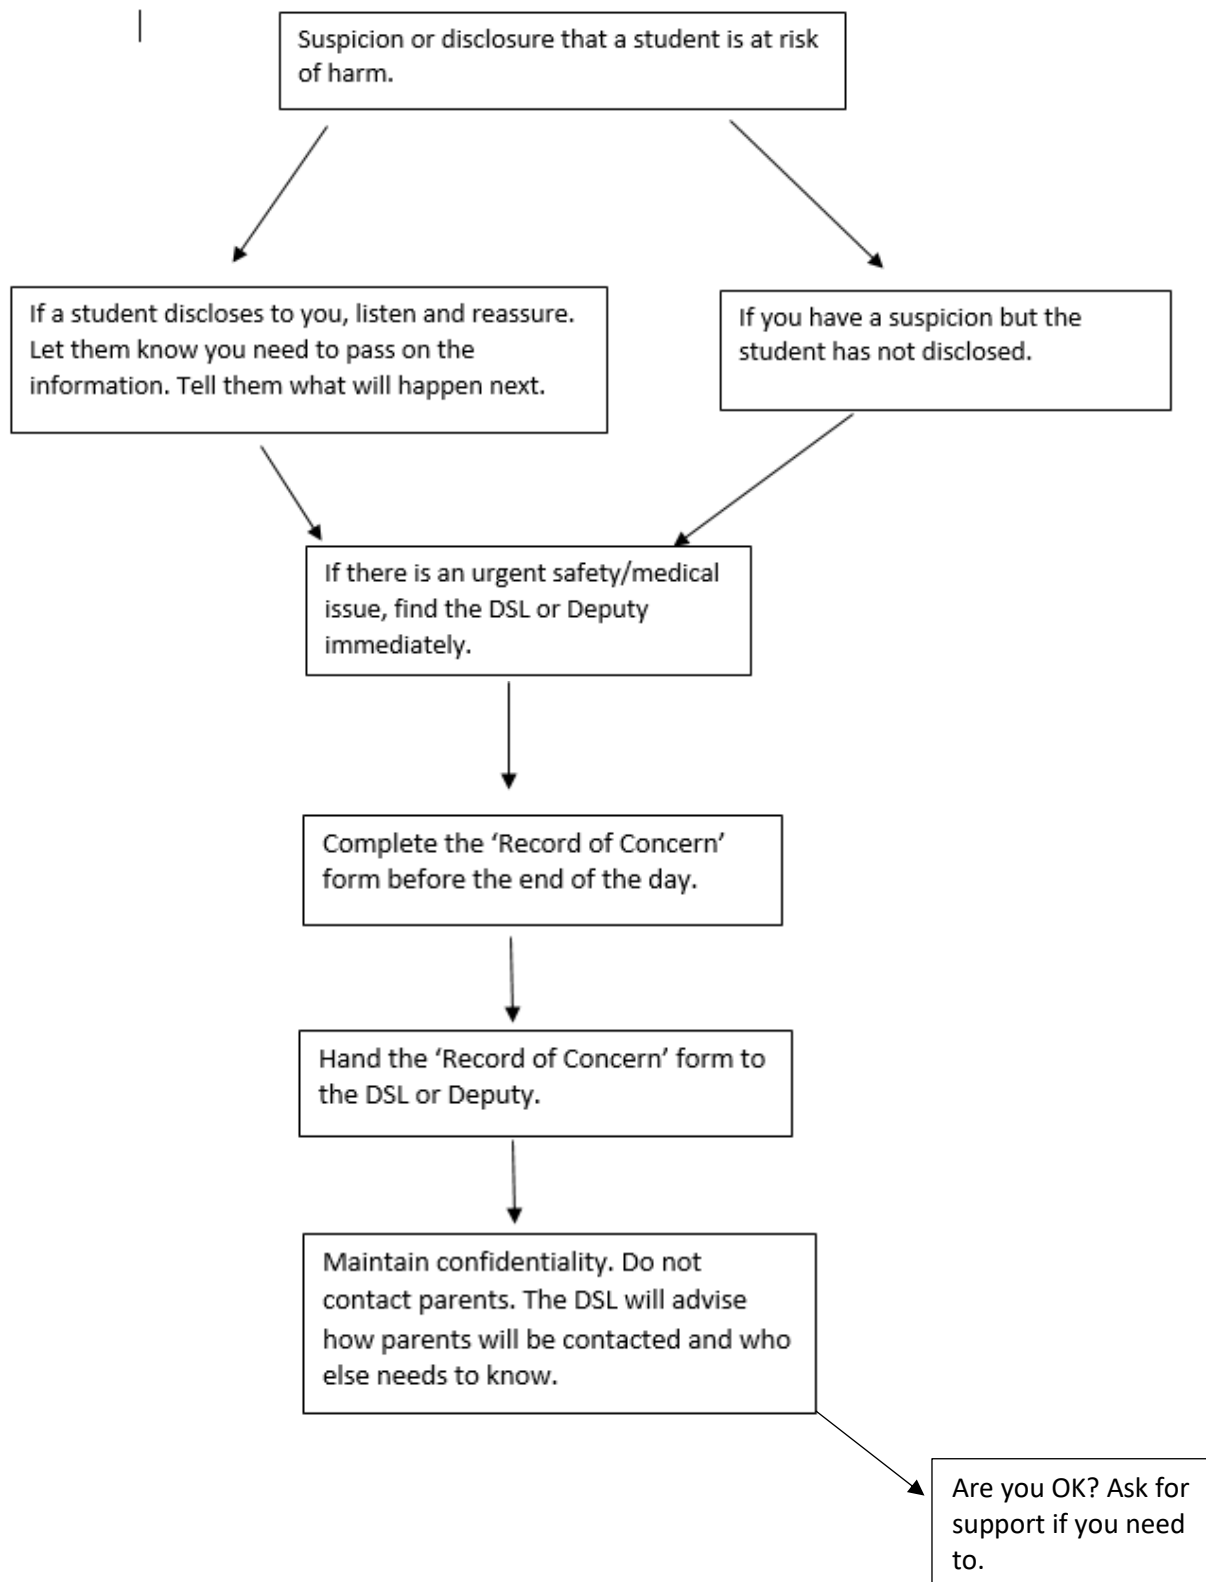 Suspicion or disclosure that a student is at risk
of harm.
If a student discloses to you, listen and reassure.
Let them know you need to pass on the
information. Tell them what will happen next.
If you have a suspicion but the
student has not disclosed.
If there is an urgent safety/medical
issue, find the DSL or Deputy
immediately.
Complete the ‘Record of Concern’
form before the end of the day.
Hand the ‘Record of Concern’ form to
the DSL or Deputy.
Maintain confidentiality. Do not
contact parents. The DSL will advise
how parents will be contacted and who
else needs to know.
Are you OK? Ask for
support if you need
to.